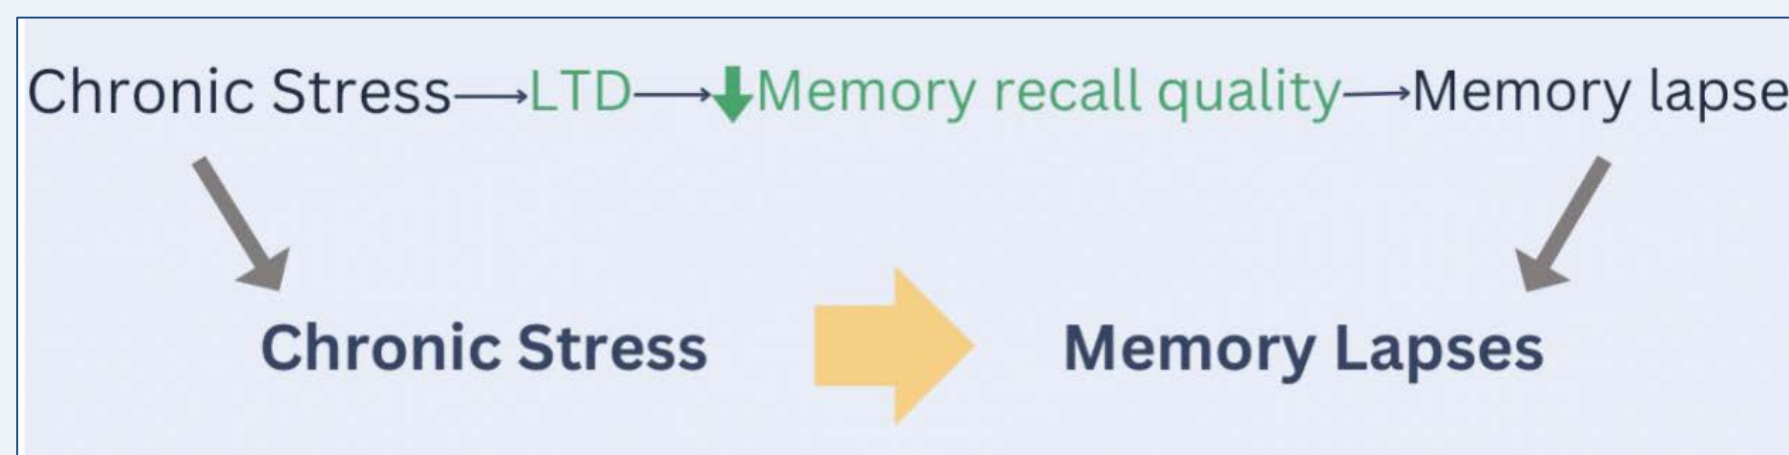 Chronic Stress→LTD→⬇Memory recall quality→Memory lapse
Chronic Stress ➡ Memory Lapses